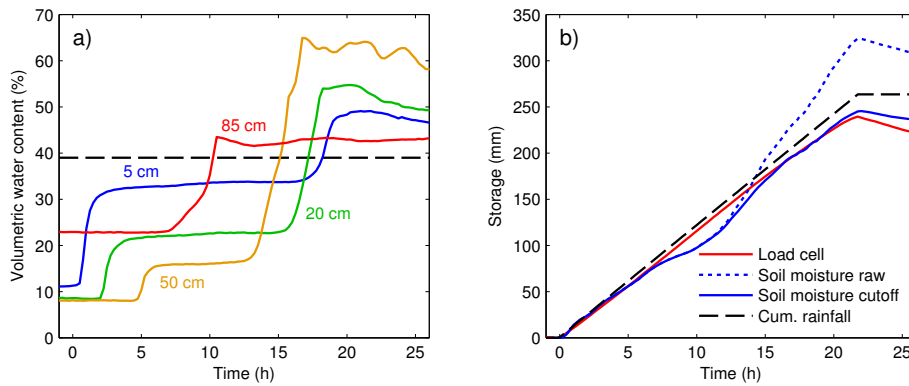 a)
Volumetric water content (%)
70
60
50
40
30
20
10
0
85 cm
5 cm
20 cm
50 cm
0 5 10 15 20 25
Time (h)
b)
Storage (mm)
350
300
250
200
150
100
50
0
Load cell
Soil moisture raw
Soil moisture cutoff
Cum. rainfall
0 5 10 15 20 25
Time (h)